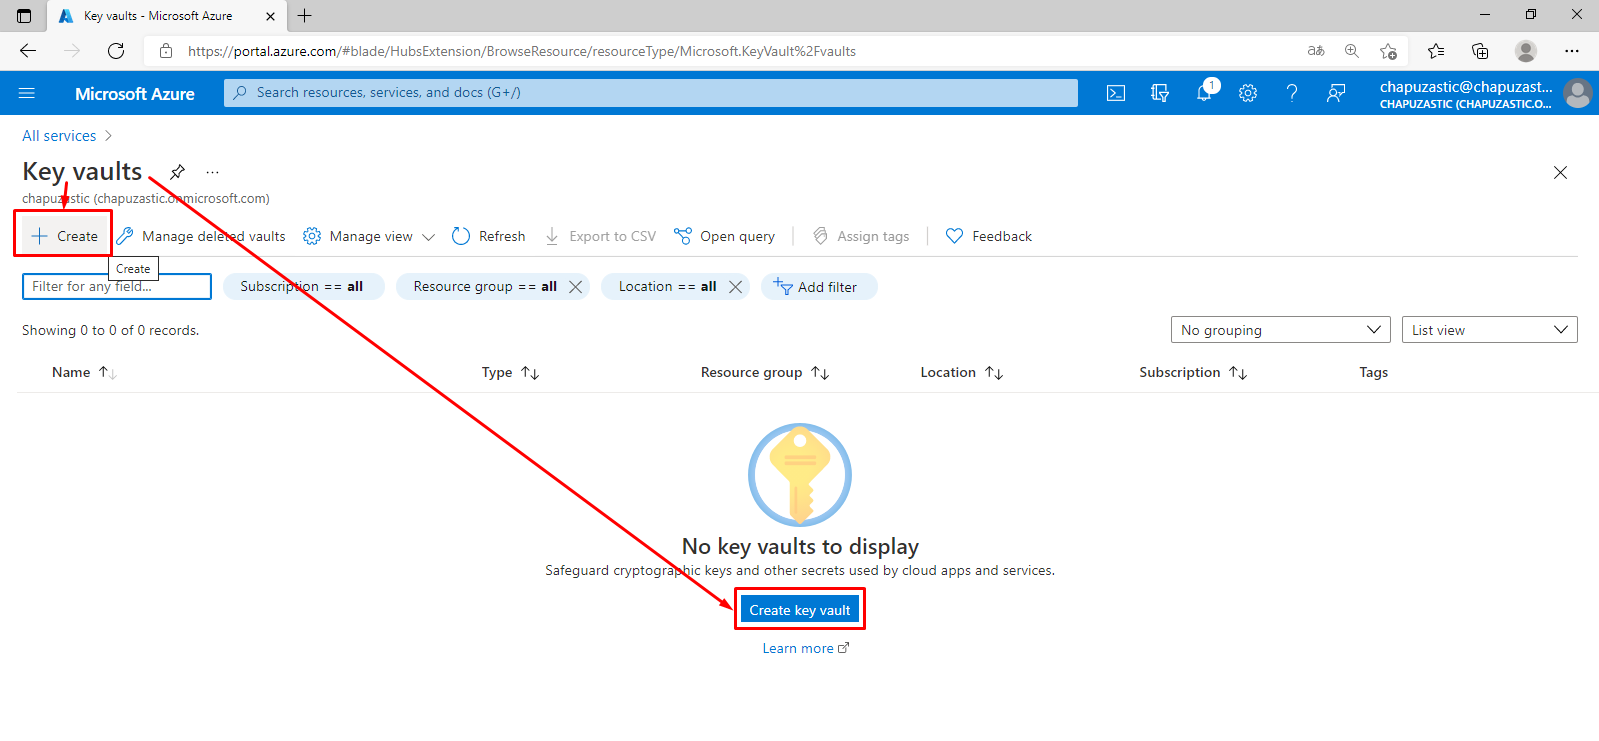 Key vaults - Microsoft Azure
https://portal.azure.com/#blade/HubsExtension/BrowseResource/resourceType/Microsoft.KeyVault%2Fvaults
aあ
Microsoft Azure
Search resources, services, and docs (G+/)
1
chapuzastic@chapuzast...
CHAPUZASTIC (CHAPUZASTIC.O...
All services
Key vaults
chapuzastic (chapuzastic.onmicrosoft.com)
Create Manage deleted vaults Manage view Refresh Export to CSV Open query Assign tags Feedback
Create
Filter for any field... Subscription == all Resource group == all Location == all Add filter
Showing 0 to 0 of 0 records. No grouping List view
Name Type Resource group Location Subscription Tags
No key vaults to display
Safeguard cryptographic keys and other secrets used by cloud apps and services.
Create key vault
Learn more